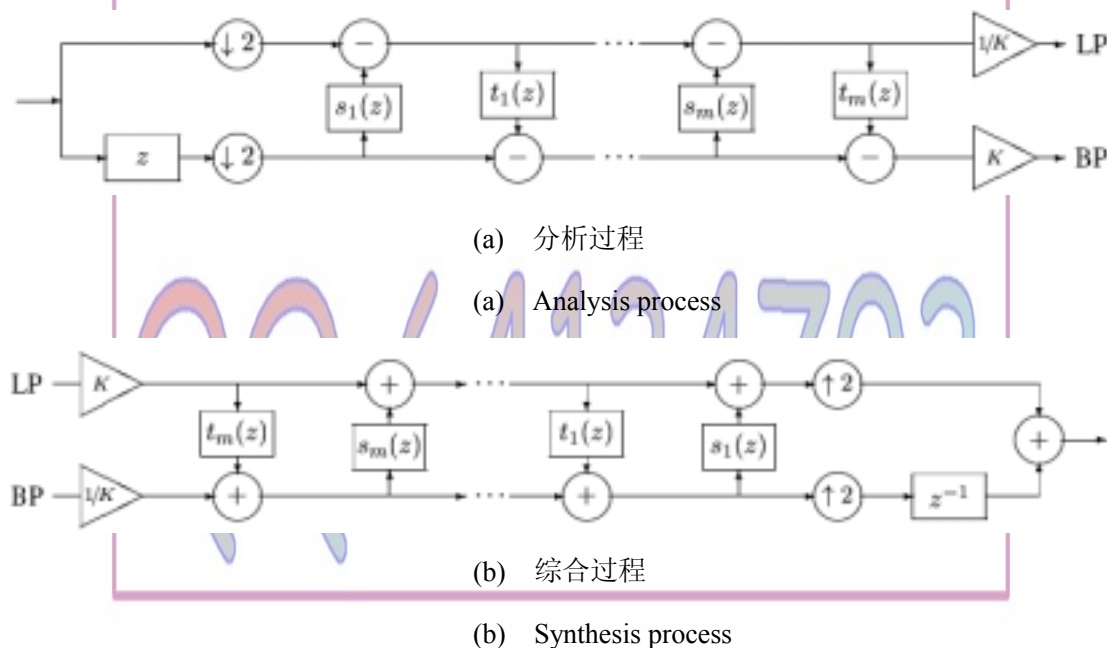 ↓2 − − 1/K LP
s₁(z) t₁(z) ··· sₘ(z) tₘ(z)
z ↓2 − ··· − K BP
(a) 分析过程
(a) Analysis process
LP K + ··· + ↑2
tₘ(z) sₘ(z) t₁(z) s₁(z) +
BP 1/K + ··· + ↑2 z⁻¹
(b) 综合过程
(b) Synthesis process